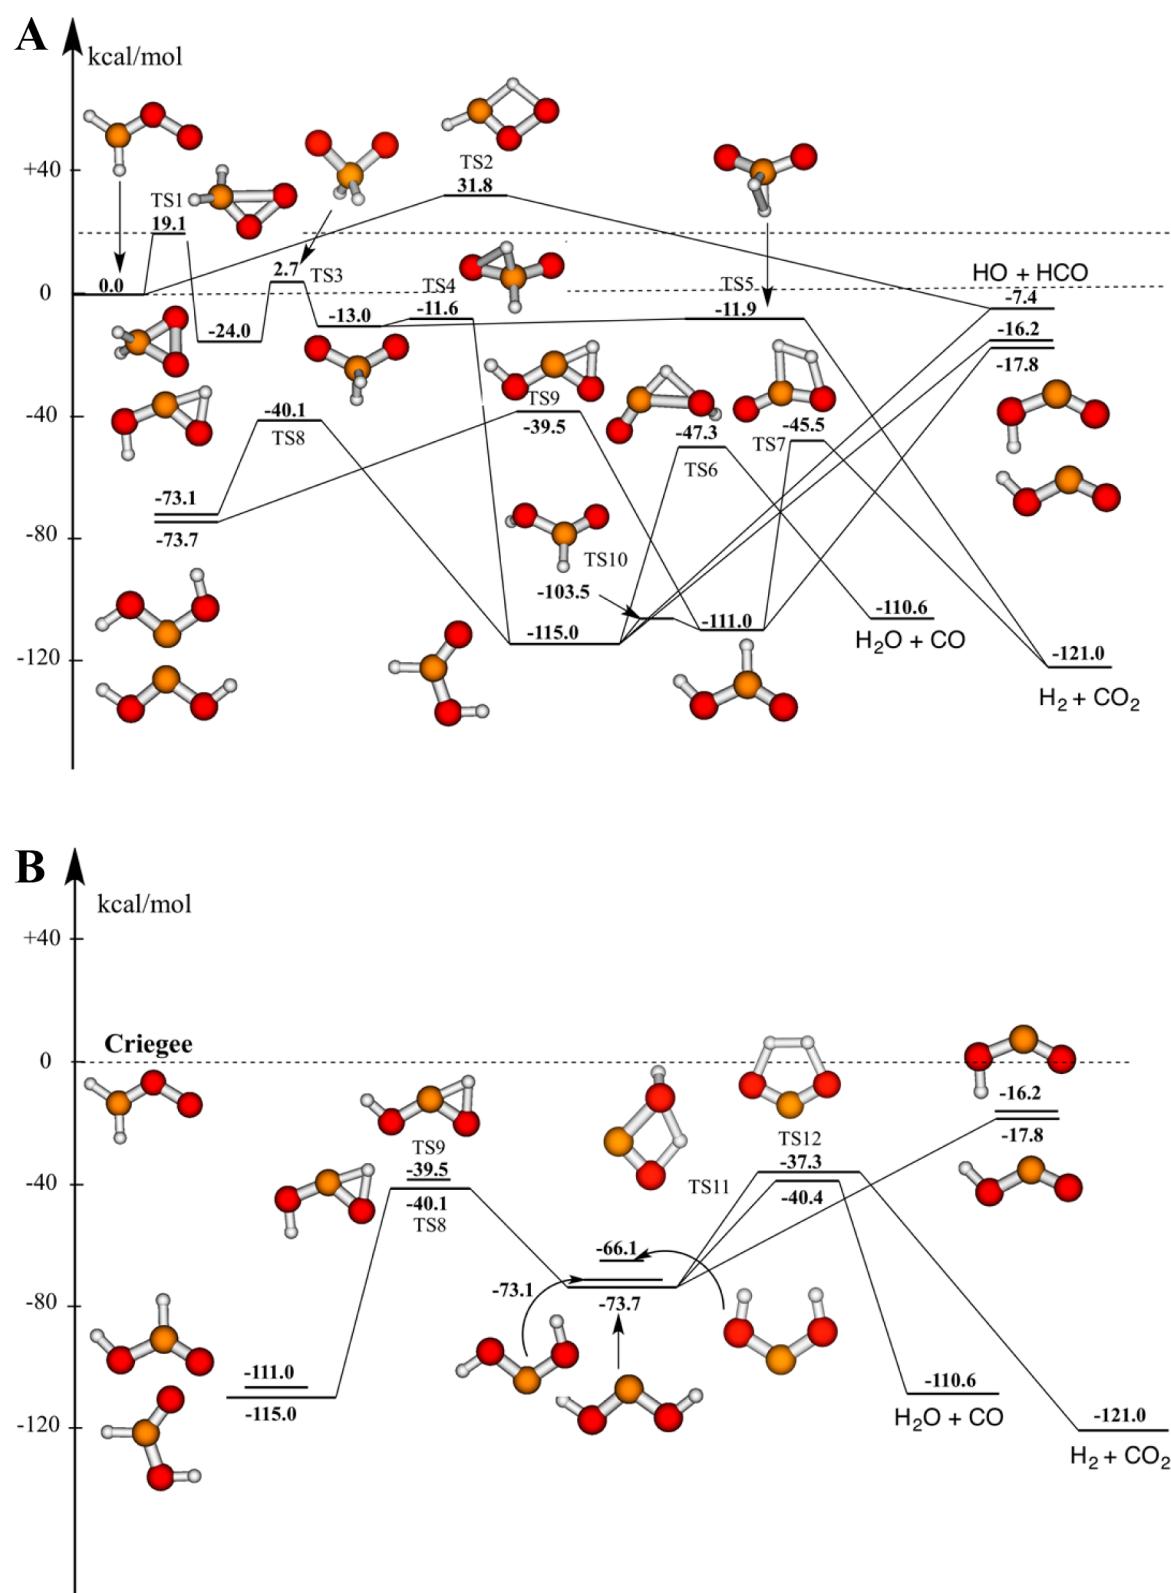 A
kcal/mol
+40
TS2
31.8
TS1
19.1
HO + HCO
2.7
TS3
TS4
TS5
0
0.0
-7.4
-24.0
-13.0
-11.6
-11.9
-16.2
-17.8
-40
-40.1
TS8
TS9
-39.5
-47.3
TS6
TS7
-45.5
-73.1
-73.7
-80
TS10
-103.5
-115.0
-111.0
-110.6
H2O + CO
-120
-121.0
H2 + CO2
B
kcal/mol
+40
Criegee
0
TS9
-39.5
-40.1
TS8
TS12
-37.3
TS11
-40.4
-16.2
-17.8
-40
-66.1
-73.1
-73.7
-80
-111.0
-115.0
-110.6
H2O + CO
-120
-121.0
H2 + CO2